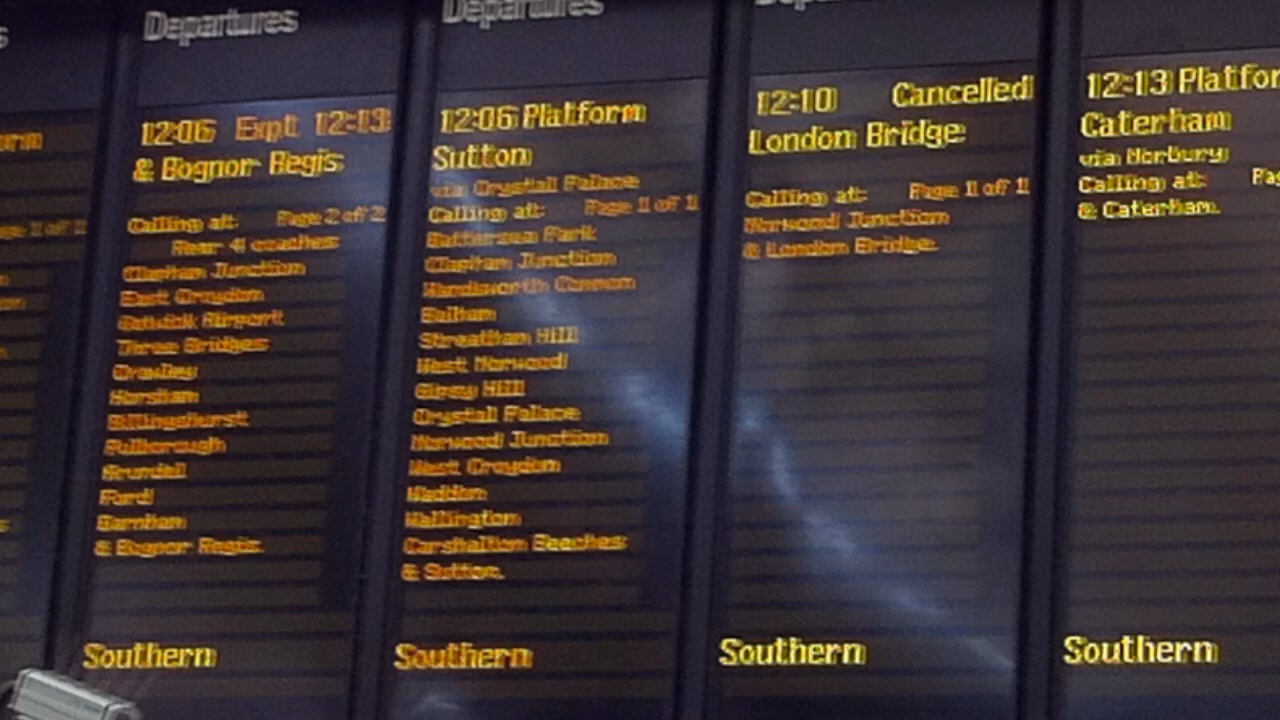 Departures
12:06 Expt 12:13
& Bognor Regis
Calling at: Page 2 of 2
Rear 4 coaches
Clapham Junction
East Croydon
Gatwick Airport
Three Bridges
Crawley
Horsham
Billingshurst
Pulborough
Arundel
Ford
Barnham
& Bognor Regis.
Southern
Departures
12:06 Platform
Sutton
via Crystal Palace
Calling at: Page 1 of 1
Battersea Park
Clapham Junction
Wandsworth Common
Balham
Streatham Hill
West Norwood
Gipsy Hill
Crystal Palace
Norwood Junction
West Croydon
Waddon
Wallington
Carshalton Beeches
& Sutton.
Southern
12:10 Cancelled
London Bridge
Calling at: Page 1 of 1
Norwood Junction
& London Bridge.
Southern
12:13 Platfor
Caterham
via Norbury
Calling at: Pag
& Caterham.
Southern